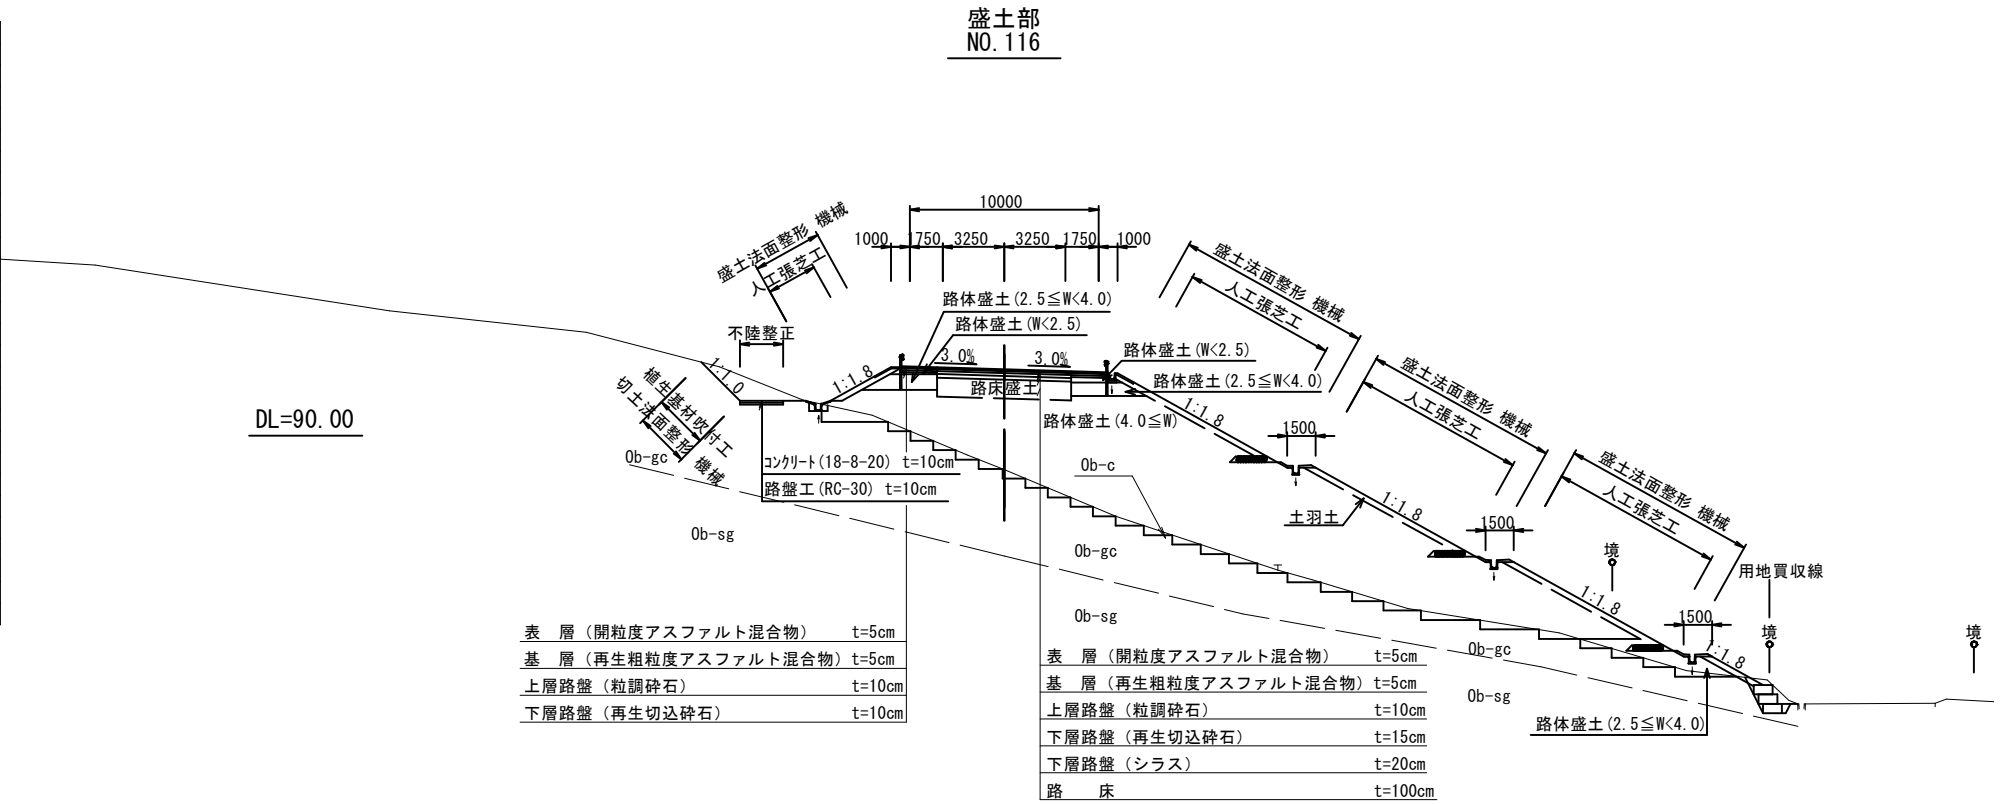 盛土部
NO.116
10000
1000 1750 3250 3250 1750 1000
盛土法面整形 機械
人工張芝工
盛土法面整形 機械
人工張芝工
盛土法面整形 機械
人工張芝工
盛土法面整形 機械
人工張芝工
不陸整正
路体盛土(2.5≦W<4.0)
路体盛土(W<2.5)
3.0% 3.0%
路体盛土(W<2.5)
路体盛土(2.5≦W<4.0)
路床盛土
路体盛土(4.0≦W)
1:1.0
1:1.8
1:1.8
1:1.8
1:1.8
1:1.8
植生基材吹付工
切土法面整形 機械
DL=90.00
1500
1500
1500
土羽土
コンクリート(18-8-20) t=10cm
路盤工(RC-30) t=10cm
Ob-gc
Ob-sg
Ob-c
Ob-gc
Ob-sg
Ob-gc
Ob-sg
境
用地買収線
境
境
路体盛土(2.5≦W<4.0)
表 層(開粒度アスファルト混合物) t=5cm
基 層(再生粗粒度アスファルト混合物) t=5cm
上層路盤(粒調砕石) t=10cm
下層路盤(再生切込砕石) t=10cm
表 層(開粒度アスファルト混合物) t=5cm
基 層(再生粗粒度アスファルト混合物) t=5cm
上層路盤(粒調砕石) t=10cm
下層路盤(再生切込砕石) t=15cm
下層路盤(シラス) t=20cm
路 床 t=100cm